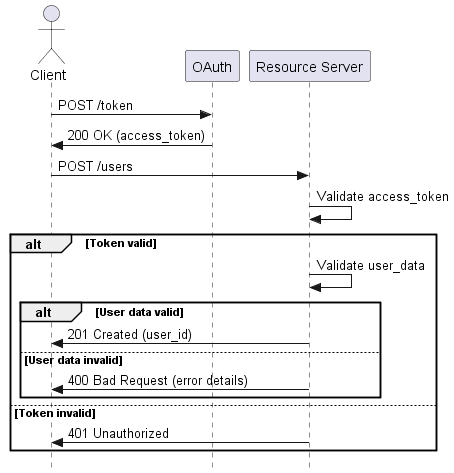 Client
OAuth
Resource Server
POST /token
200 OK (access_token)
POST /users
Validate access_token
alt [Token valid]
Validate user_data
alt [User data valid]
201 Created (user_id)
[User data invalid]
400 Bad Request (error details)
[Token invalid]
401 Unauthorized